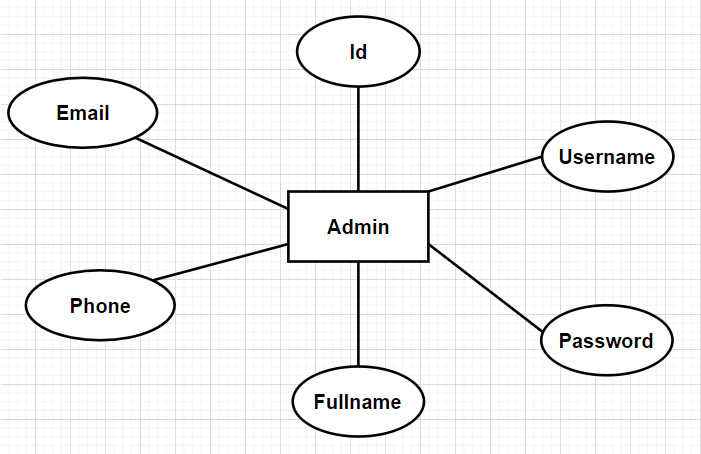 Id
Email
Username
Admin
Phone
Password
Fullname